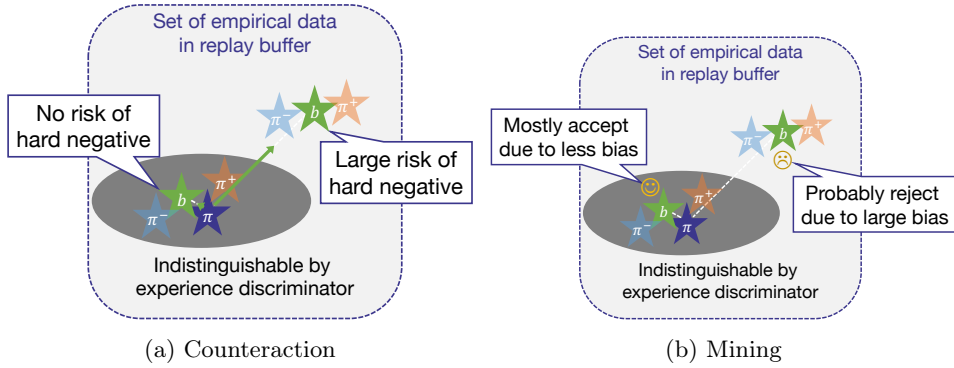 Set of empirical data
in replay buffer
π⁻
b
π⁺
No risk of
hard negative
Large risk of
hard negative
π⁺
b
π
π⁻
Indistinguishable by
experience discriminator
(a) Counteraction
Set of empirical data
in replay buffer
π⁻
b
π⁺
Mostly accept
due to less bias
Probably reject
due to large bias
π⁺
b
π
π⁻
Indistinguishable by
experience discriminator
(b) Mining